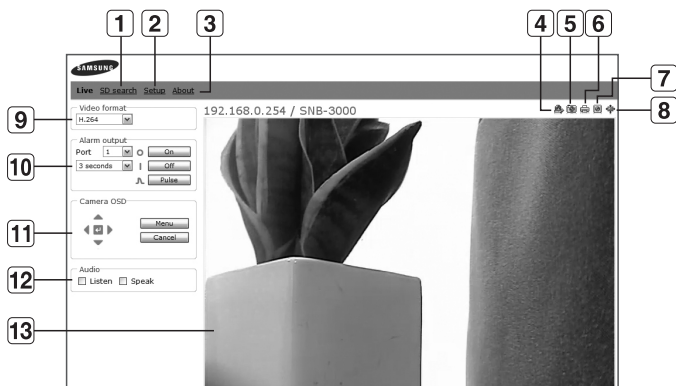 1 2 3 4 5 6
7
8
SAMSUNG
Live SD search Setup About
192.168.0.254 / SNB-3000
9
Video format
H.264
10
Alarm output
Port 1 On
3 seconds Off
Pulse
11
Camera OSD
Menu
Cancel
12
Audio
Listen Speak
13